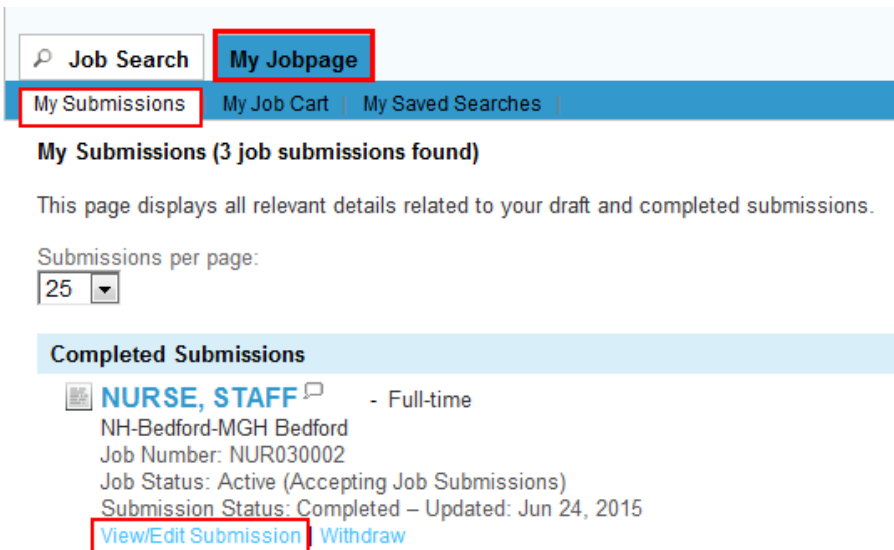 Job Search My Jobpage
My Submissions My Job Cart | My Saved Searches |
My Submissions (3 job submissions found)
This page displays all relevant details related to your draft and completed submissions.
Submissions per page:
25
Completed Submissions
NURSE, STAFF - Full-time
NH-Bedford-MGH Bedford
Job Number: NUR030002
Job Status: Active (Accepting Job Submissions)
Submission Status: Completed – Updated: Jun 24, 2015
View/Edit Submission | Withdraw